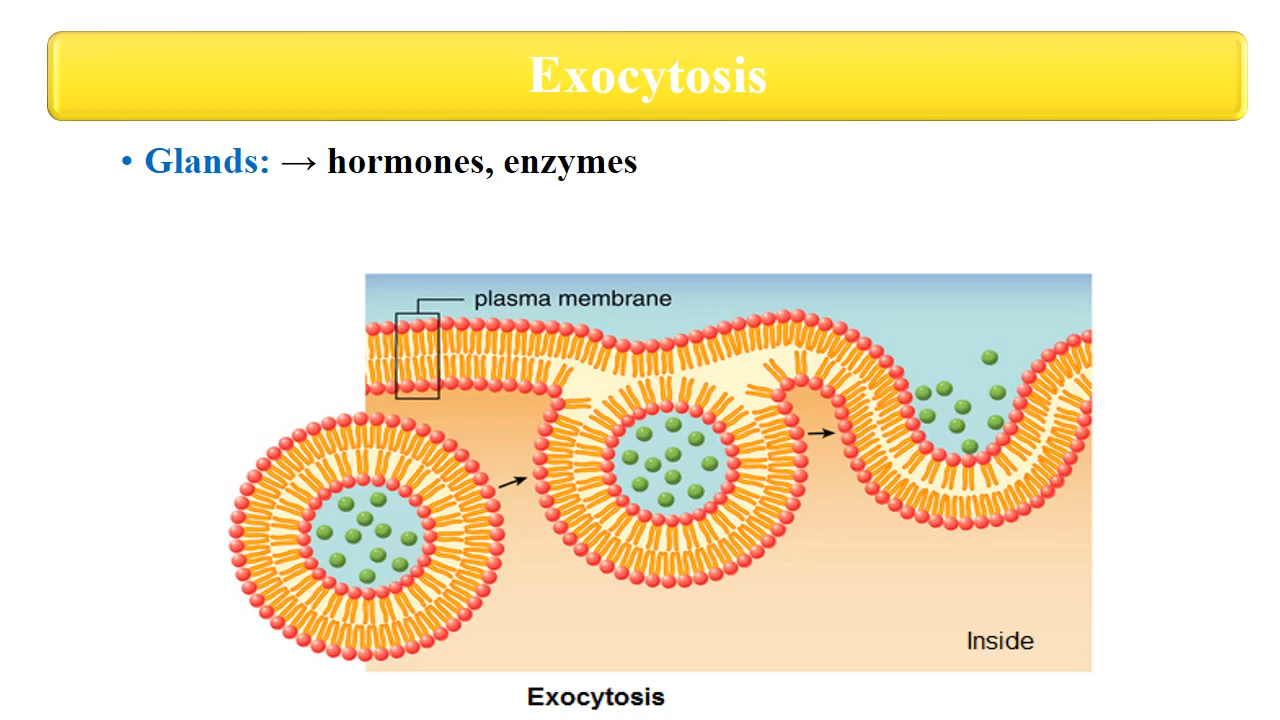 Exocytosis
• Glands: → hormones, enzymes
plasma membrane
Inside
Exocytosis